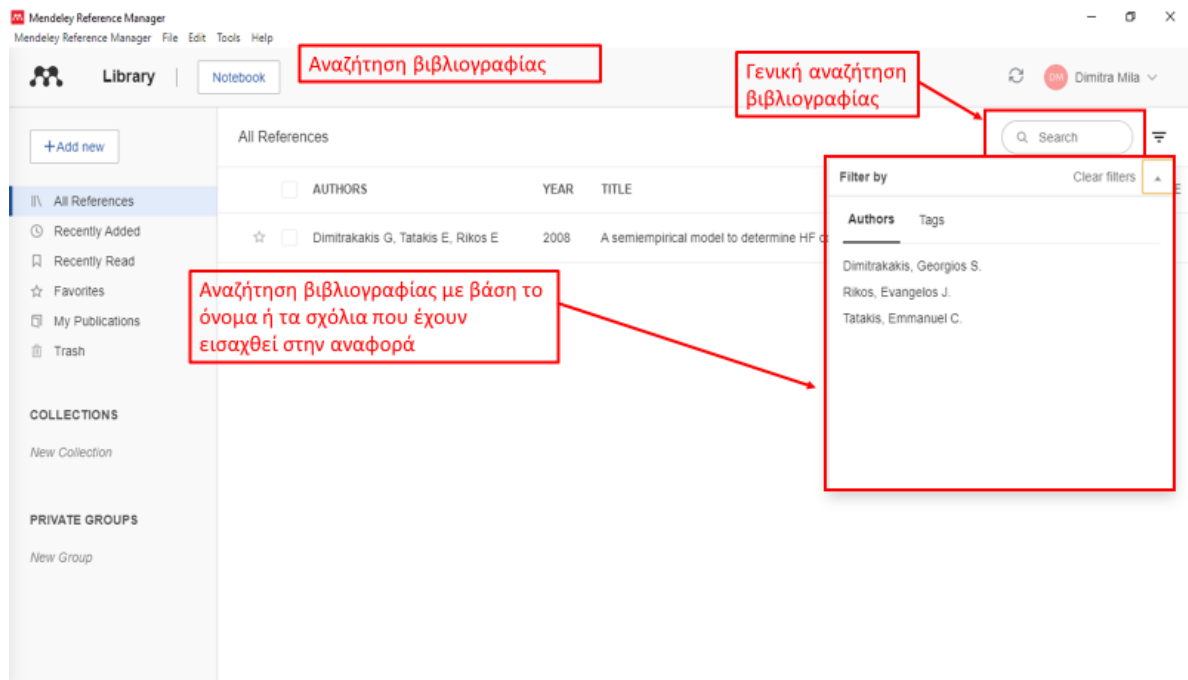 Mendeley Reference Manager
Mendeley Reference Manager File Edit Tools Help
Library
Notebook
Αναζήτηση βιβλιογραφίας
Γενική αναζήτηση
βιβλιογραφίας
DM Dimitra Mila
+Add new
All References
Search
AUTHORS YEAR TITLE
Filter by Clear filters
Authors Tags
Dimitrakakis, Georgios S.
Rikos, Evangelos J.
Tatakis, Emmanuel C.
Dimitrakakis G, Tatakis E, Rikos E 2008 A semiempirical model to determine HF
All References
Recently Added
Recently Read
Favorites
My Publications
Trash
Αναζήτηση βιβλιογραφίας με βάση το
όνομα ή τα σχόλια που έχουν
εισαχθεί στην αναφορά
COLLECTIONS
New Collection
PRIVATE GROUPS
New Group